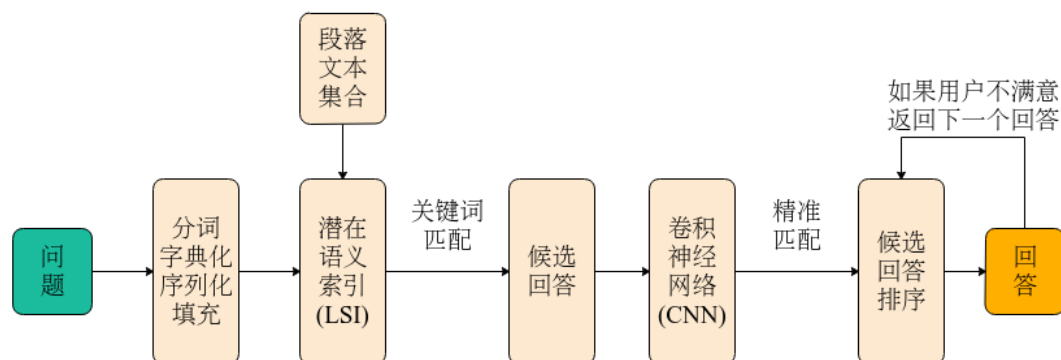 段落
文本
集合
如果用户不满意
返回下一个回答
问
题
分词
字典化
序列化
填充
潜在
语义
索引
(LSI)
关键词
匹配
候选
回答
卷积
神经
网络
(CNN)
精准
匹配
候选
回答
排序
回
答